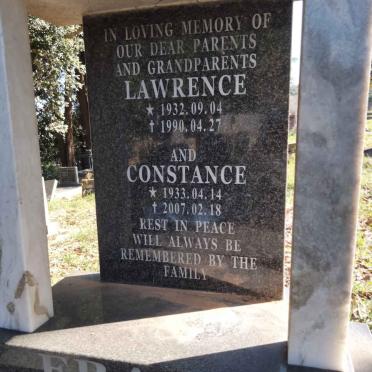 IN LOVING MEMORY OF
OUR DEAR PARENTS
AND GRANDPARENTS
LAWRENCE
★ 1932.09.04
✝ 1990.04.27
AND
CONSTANCE
★ 1933.04.14
✝ 2007.02.18
REST IN PEACE
WILL ALWAYS BE
REMEMBERED BY THE
FAMILY